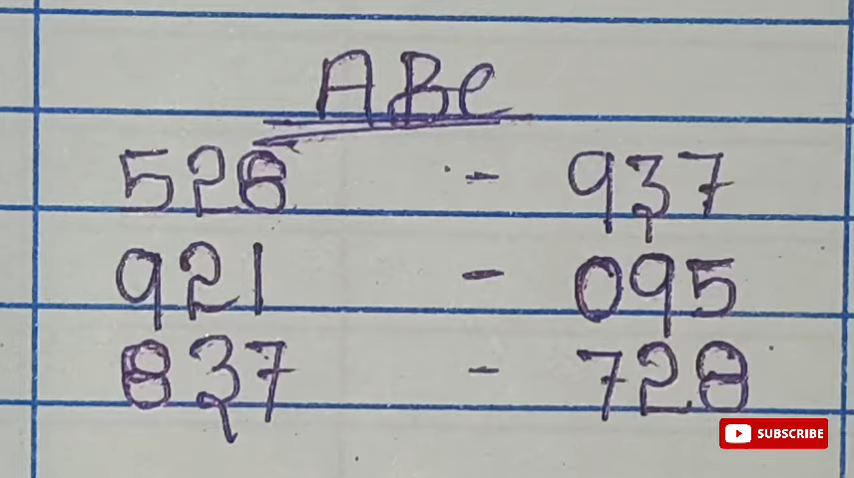 ABC
528 - 937
921 - 095
837 - 728
SUBSCRIBE